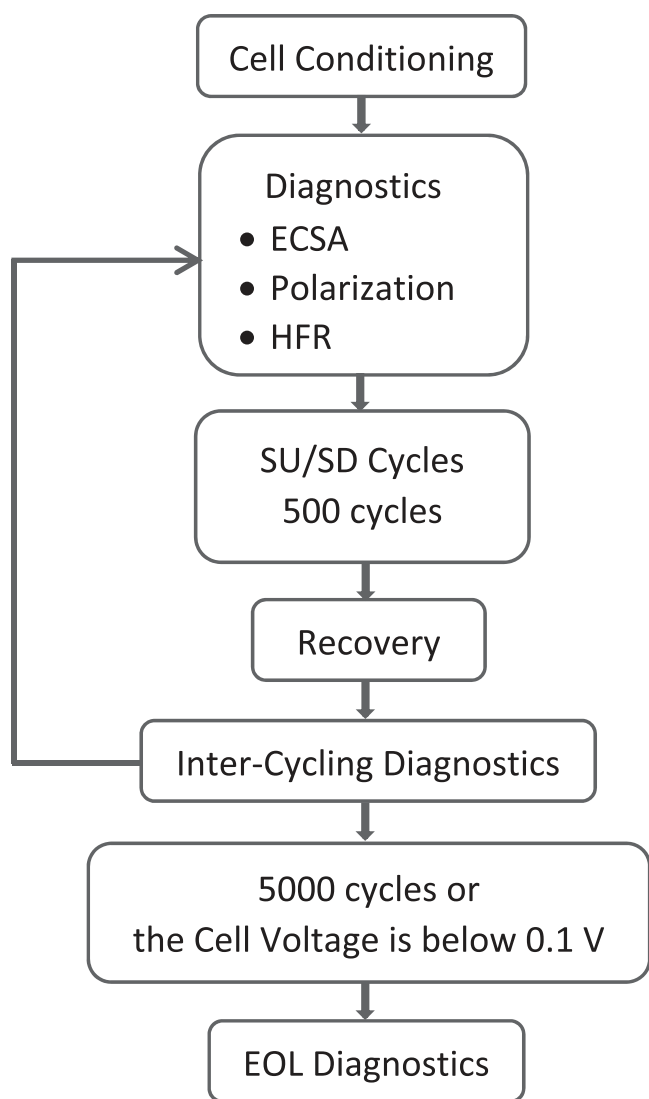 Cell Conditioning
Diagnostics
• ECSA
• Polarization
• HFR
SU/SD Cycles
500 cycles
Recovery
Inter-Cycling Diagnostics
5000 cycles or
the Cell Voltage is below 0.1 V
EOL Diagnostics